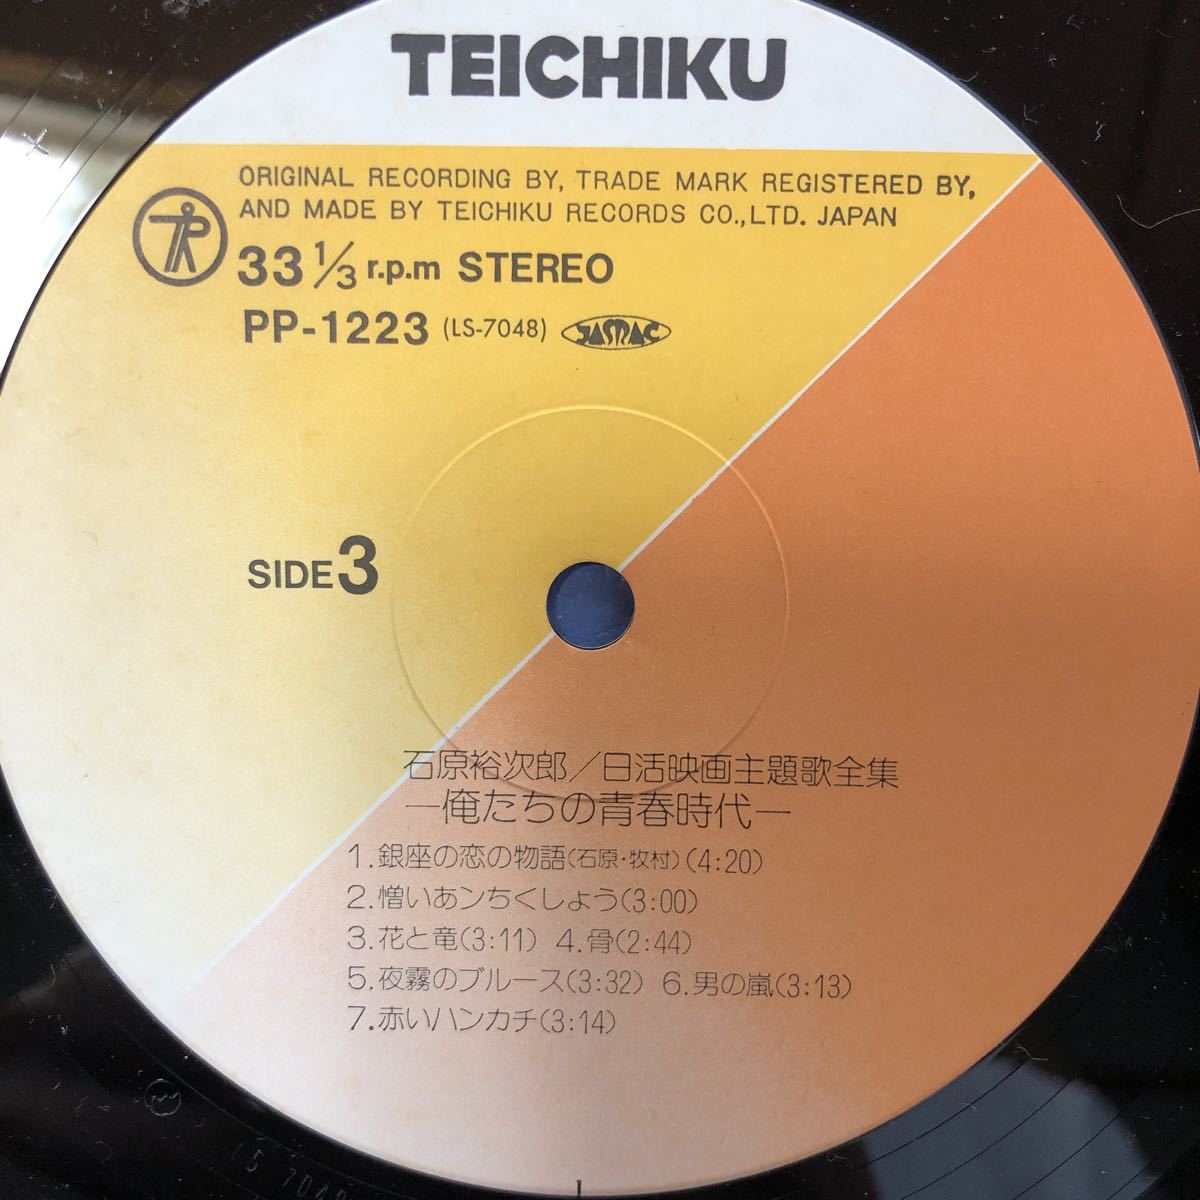 TEICHIKU
ORIGINAL RECORDING BY, TRADE MARK REGISTERED BY,
AND MADE BY TEICHIKU RECORDS CO.,LTD. JAPAN
33 1/3 r.p.m STEREO
PP-1223 (LS-7048) JASRAC
SIDE 3
石原裕次郎/日活映画主題歌全集
—俺たちの青春時代—
1.銀座の恋の物語(石原・牧村)(4:20)
2.憎いあンちくしょう(3:00)
3.花と竜(3:11) 4.骨(2:44)
5.夜霧のブルース(3:32) 6.男の嵐(3:13)
7.赤いハンカチ(3:14)
LS 7048